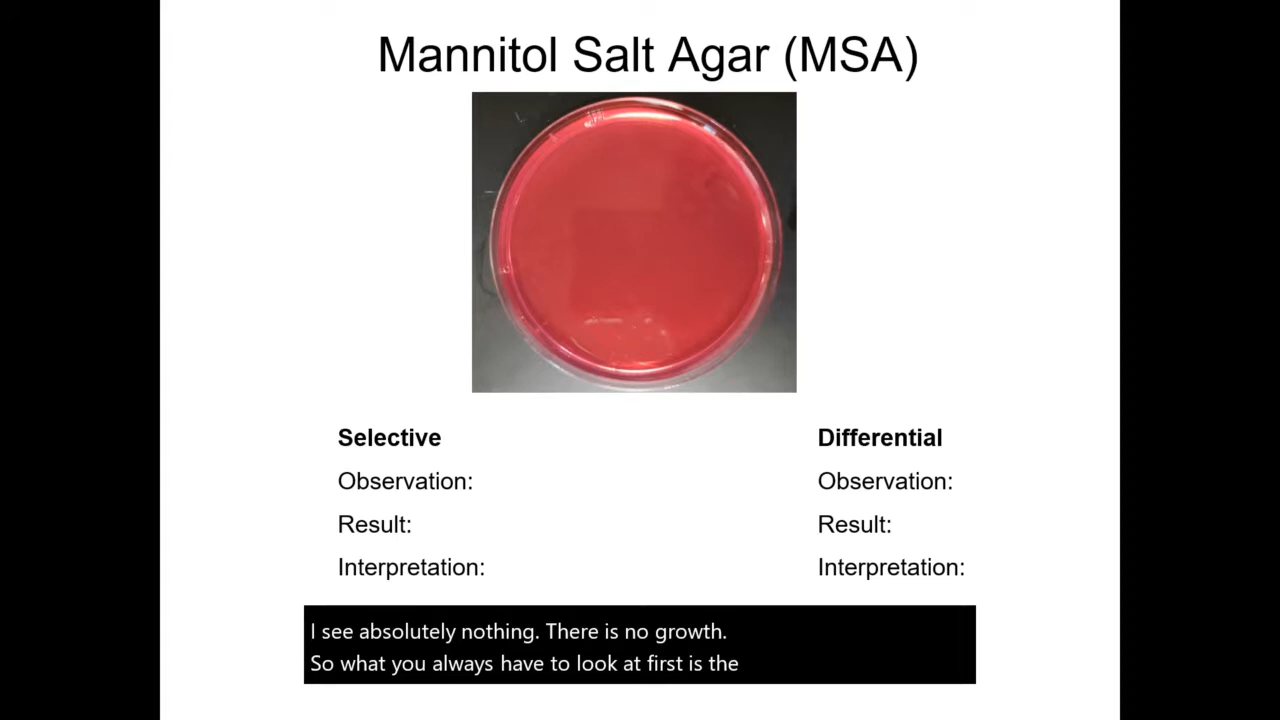 Mannitol Salt Agar (MSA)
Selective
Observation:
Result:
Interpretation:
Differential
Observation:
Result:
Interpretation:
I see absolutely nothing. There is no growth.
So what you always have to look at first is the